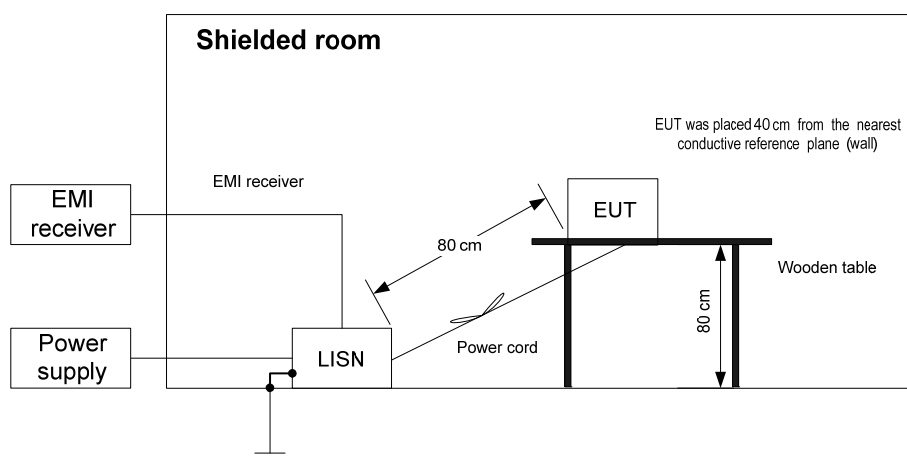 Shielded room
EUT was placed 40 cm from the nearest
conductive reference plane (wall)
EMI receiver
EMI
receiver
EUT
80 cm
Wooden table
80 cm
Power
supply
LISN
Power cord